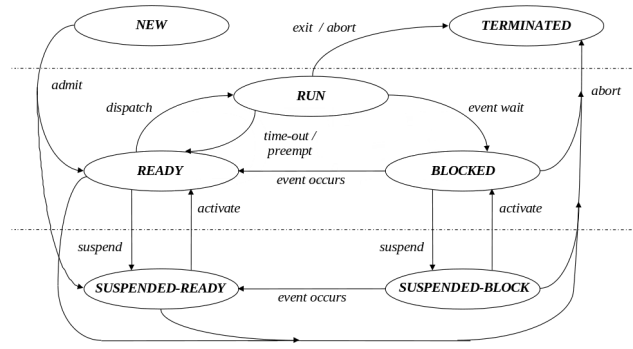 NEW
TERMINATED
exit / abort
admit
abort
RUN
dispatch
event wait
time-out /
preempt
READY
BLOCKED
event occurs
activate
activate
suspend
suspend
SUSPENDED-READY
SUSPENDED-BLOCK
event occurs